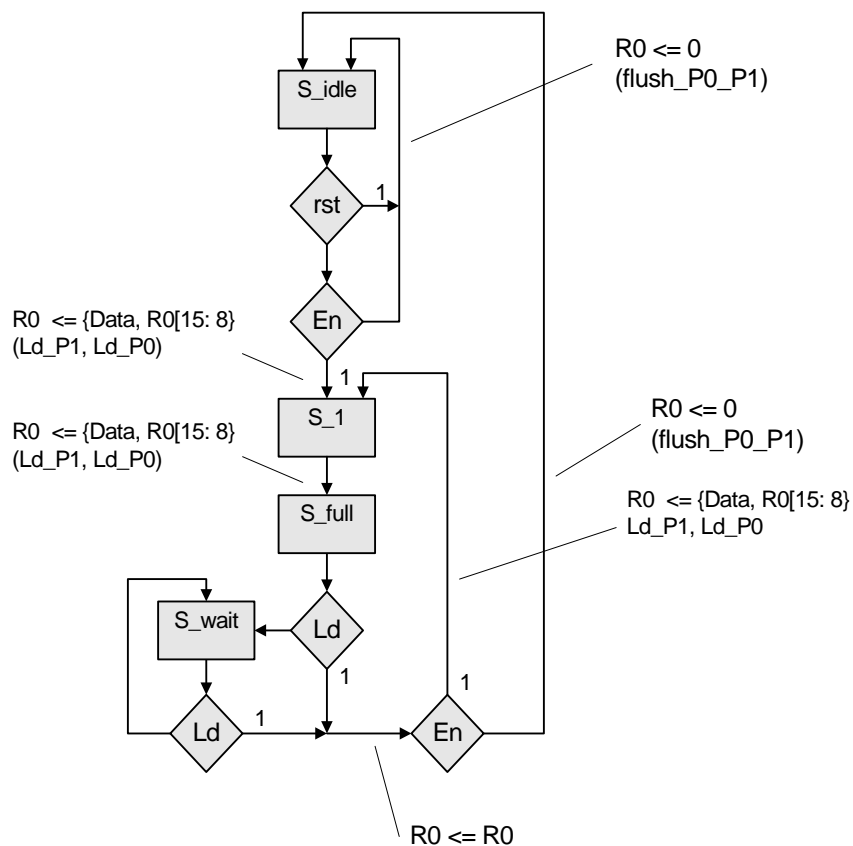 R0 <= 0
(flush_P0_P1)
S_idle
rst
1
En
1
R0 <= {Data, R0[15: 8}
(Ld_P1, Ld_P0)
S_1
R0 <= {Data, R0[15: 8}
(Ld_P1, Ld_P0)
S_full
R0 <= 0
(flush_P0_P1)
R0 <= {Data, R0[15: 8}
Ld_P1, Ld_P0
S_wait
Ld
1
Ld
1
En
1
R0 <= R0